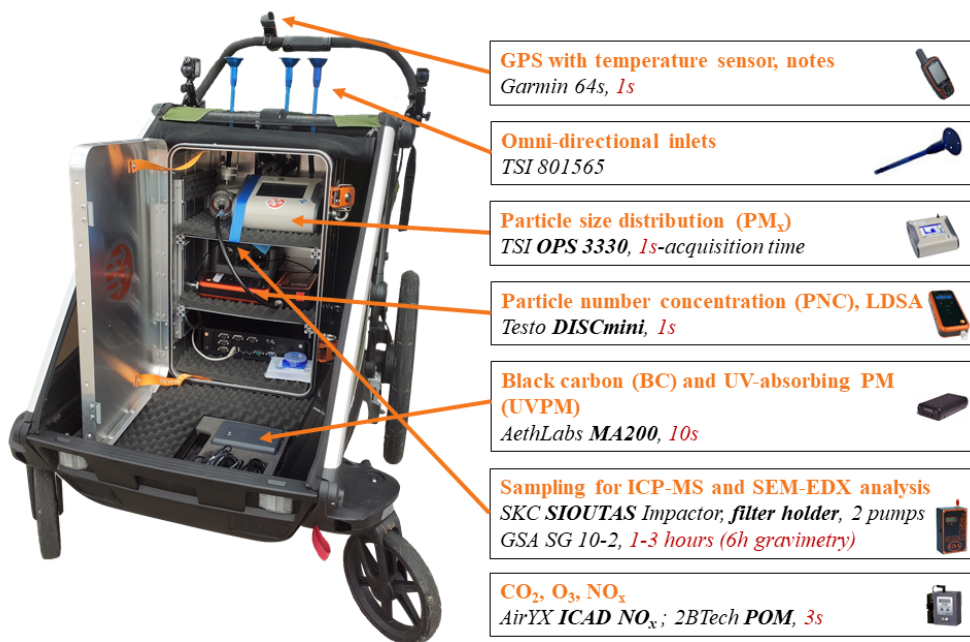 GPS with temperature sensor, notes
Garmin 64s, 1s
Omni-directional inlets
TSI 801565
Particle size distribution (PMx)
TSI OPS 3330, 1s-acquisition time
Particle number concentration (PNC), LDSA
Testo DISCmini, 1s
Black carbon (BC) and UV-absorbing PM
(UVPM)
AethLabs MA200, 10s
Sampling for ICP-MS and SEM-EDX analysis
SKC SIOUTAS Impactor, filter holder, 2 pumps
GSA SG 10-2, 1-3 hours (6h gravimetry)
CO2, O3, NOx
AirYX ICAD NOx ; 2BTech POM, 3s